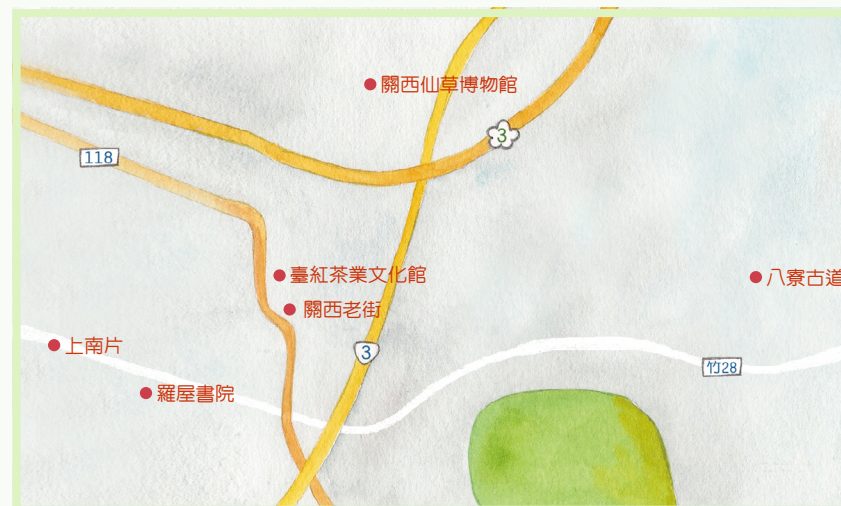 關西仙草博物館
3
118
臺紅茶業文化館
八寮古道
關西老街
上南片
3
竹28
羅屋書院